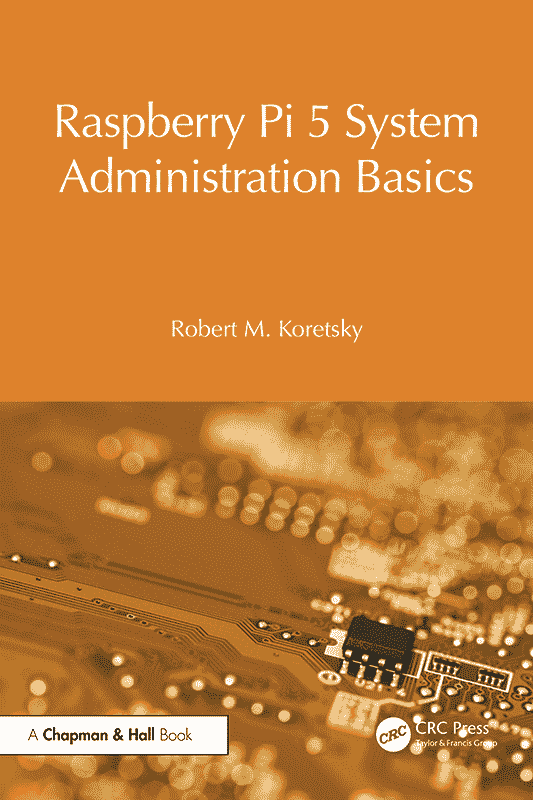 Raspberry Pi 5 System
Administration Basics
Robert M. Koretsky
A Chapman & Hall Book
CRC
CRC Press
Taylor & Francis Group